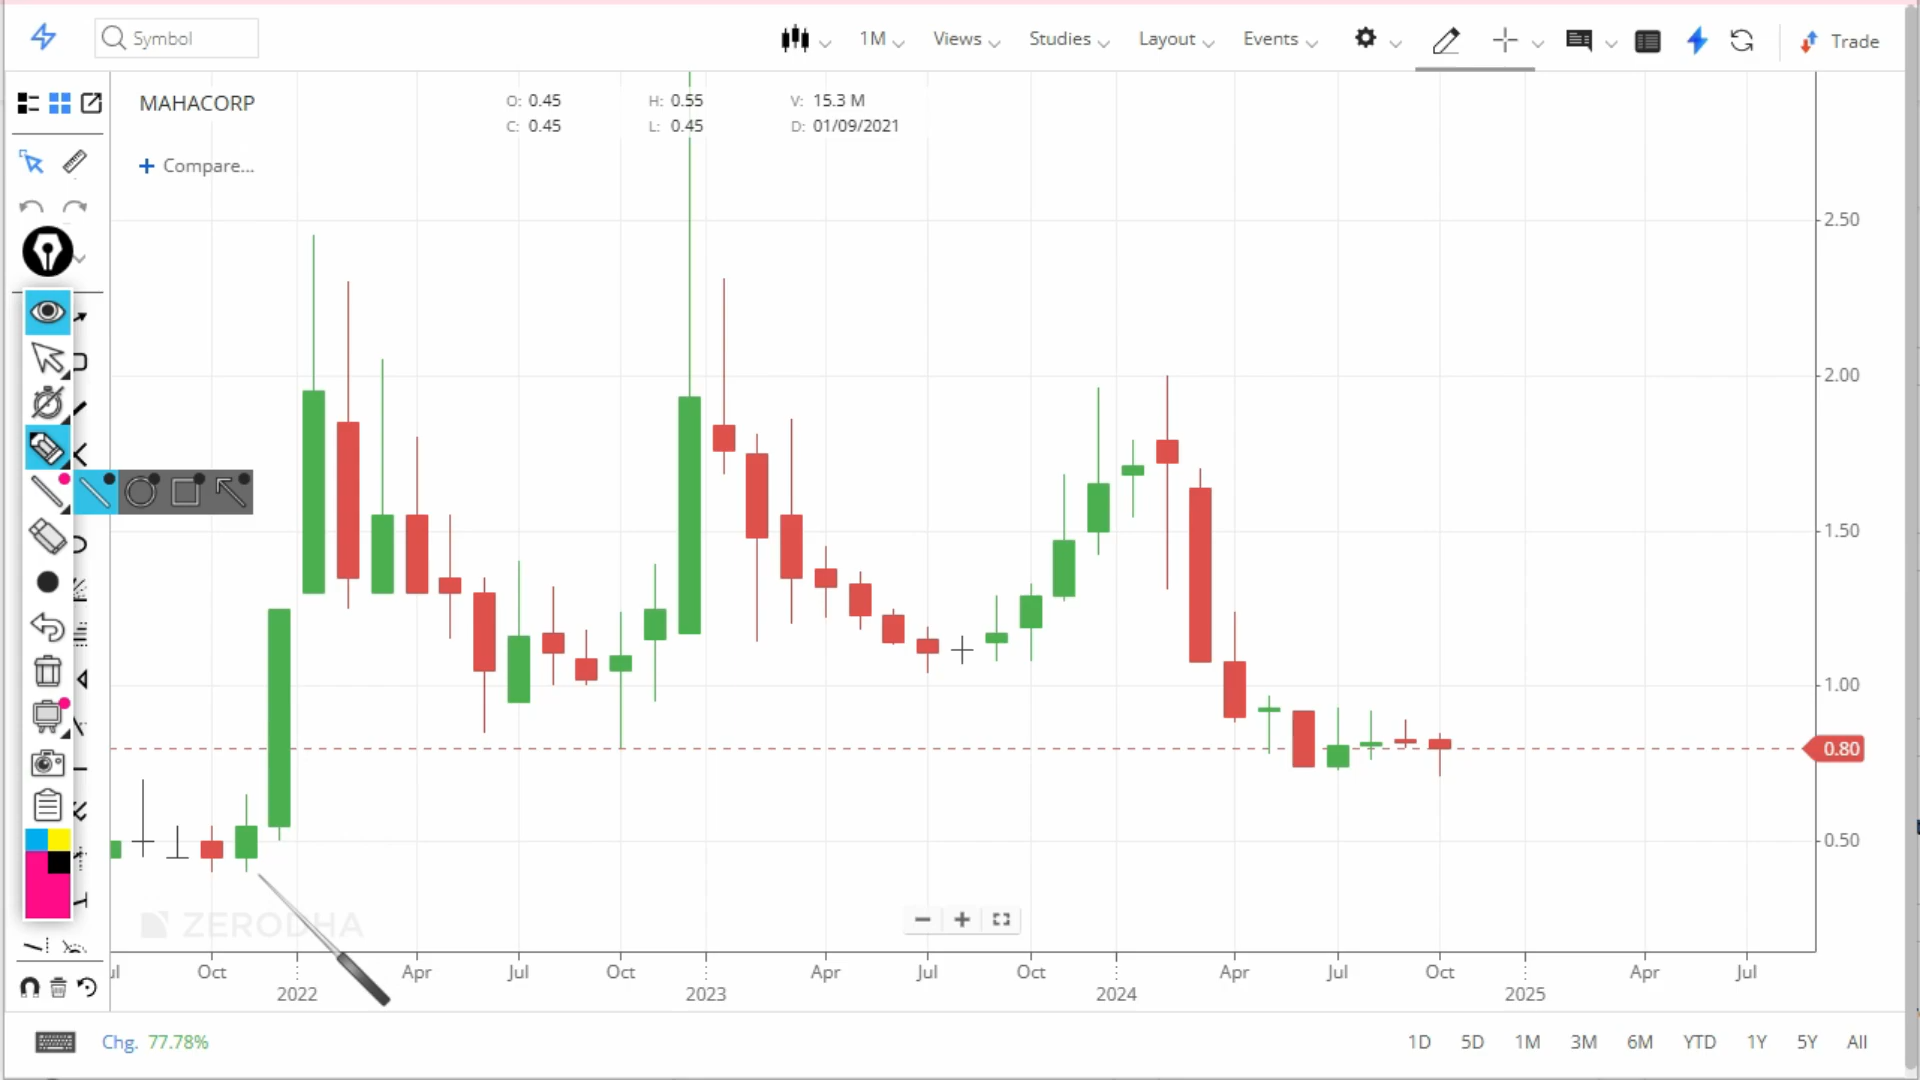 Symbol 1M Views Studies Layout Events Trade
MAHACORP O: 0.45 H: 0.55 V: 15.3 M
C: 0.45 L: 0.45 D: 01/09/2021
+ Compare...
2.50
2.00
1.50
1.00
0.80
0.50
ZERODHA
Oct Apr Jul Oct Apr Jul Oct Apr Jul Oct Apr Jul
2022 2023 2024 2025
Chg. 77.78% 1D 5D 1M 3M 6M YTD 1Y 5Y All